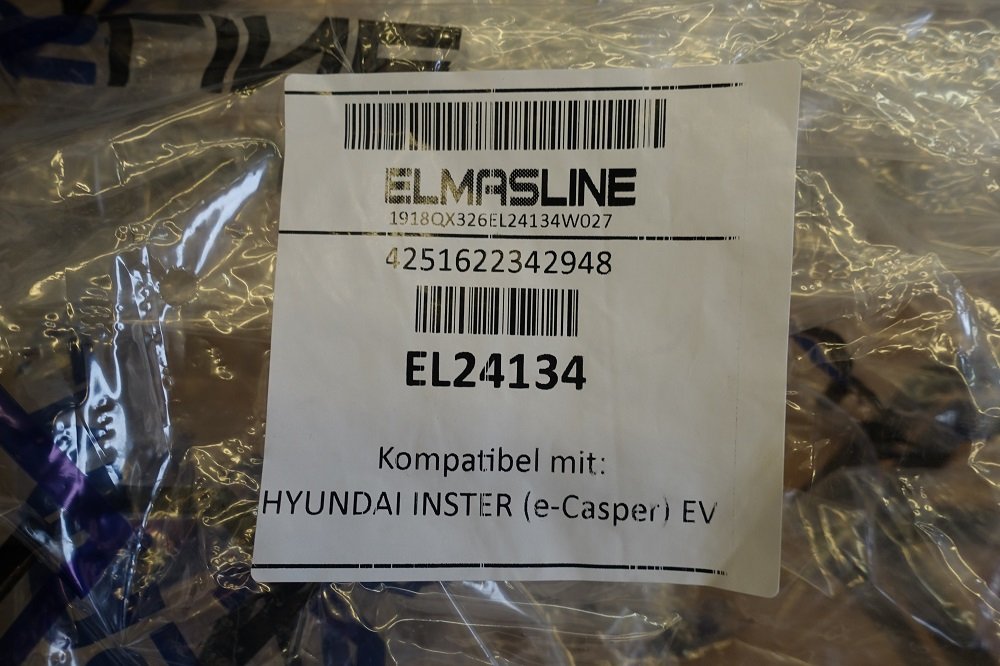 ELMASLINE
1918QX326EL24134W027
4251622342948
EL24134
Kompatibel mit:
HYUNDAI INSTER (e-Casper) EV